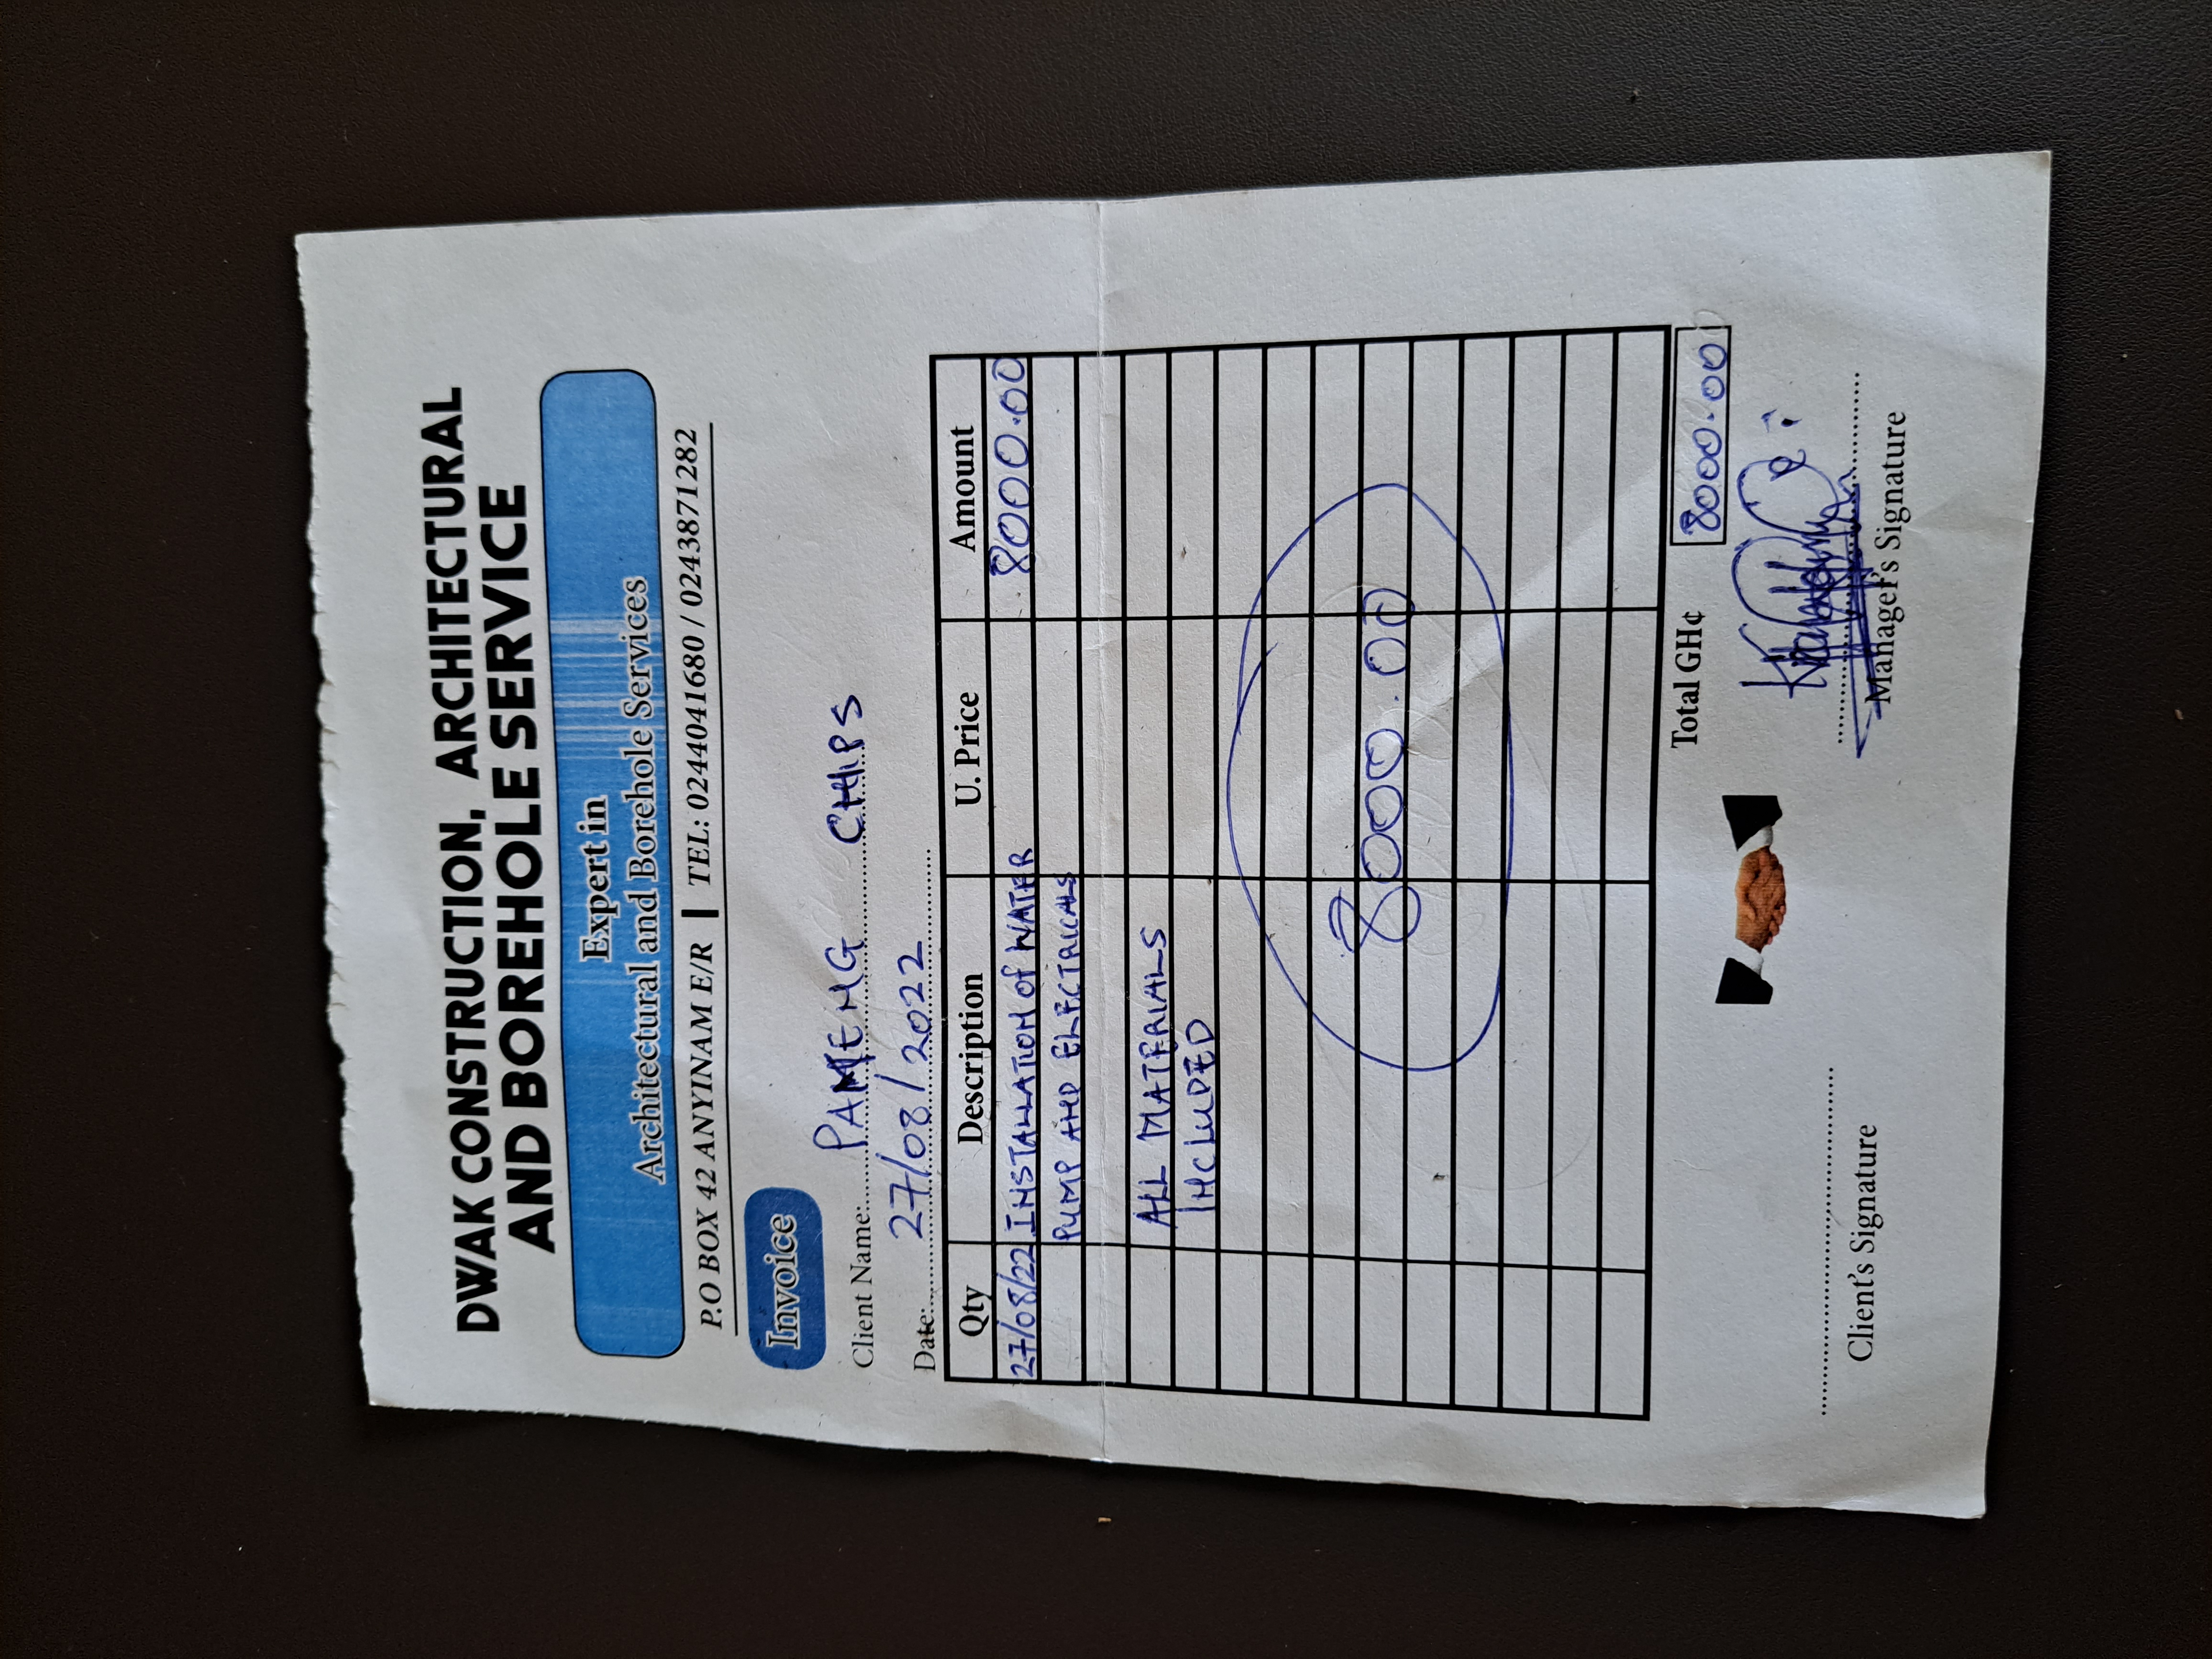 DWAK CONSTRUCTION, ARCHITECTURAL
AND BOREHOLE SERVICE
Expert in
Architectural and Borehole Services
P.O BOX 42 ANYINAM E/R | TEL: 0244041680 / 0243871282
Invoice
Client Name: PAMENG CHIPS
Date: 27/08/2022
Qty Description U. Price Amount
27/08/22 INSTALLATION of WATER 8000.00
PUMP AND ELECTRICALS
ALL MATERIALS
INCLUDED
8000.00
Total GH¢ 8000.00
Client's Signature Manager's Signature